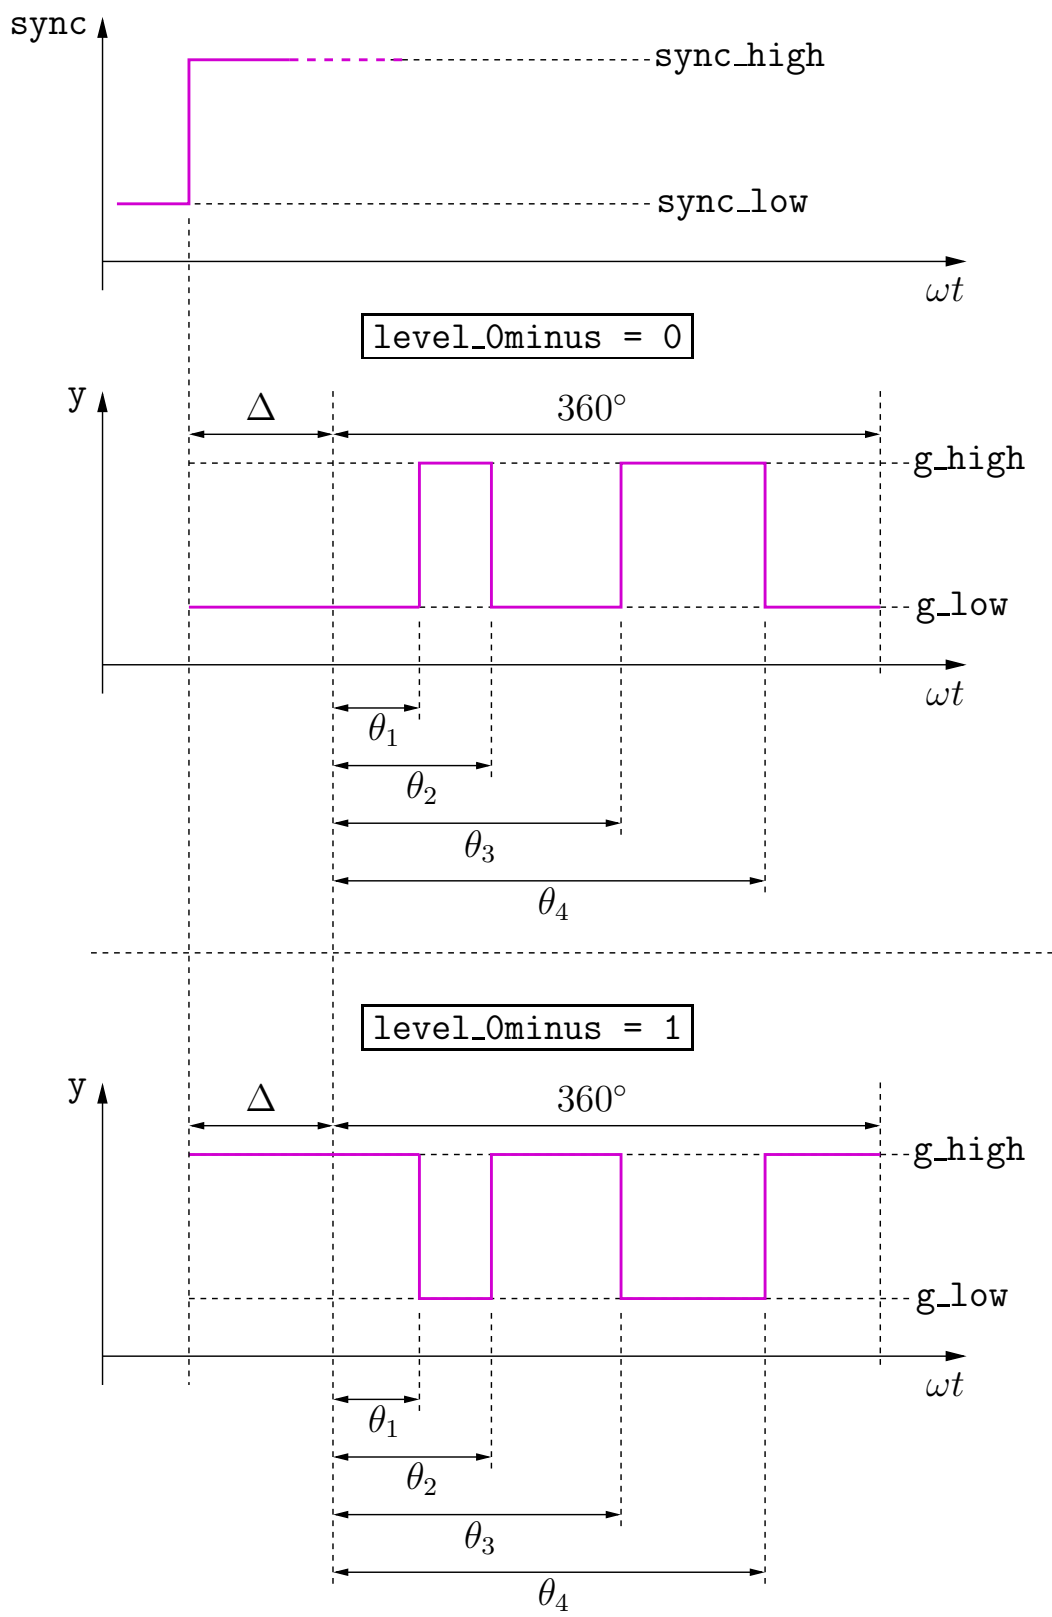 sync
sync_high
sync_low
ωt
level_0minus = 0
y
Δ
360°
g_high
g_low
ωt
θ1
θ2
θ3
θ4
level_0minus = 1
y
Δ
360°
g_high
g_low
ωt
θ1
θ2
θ3
θ4